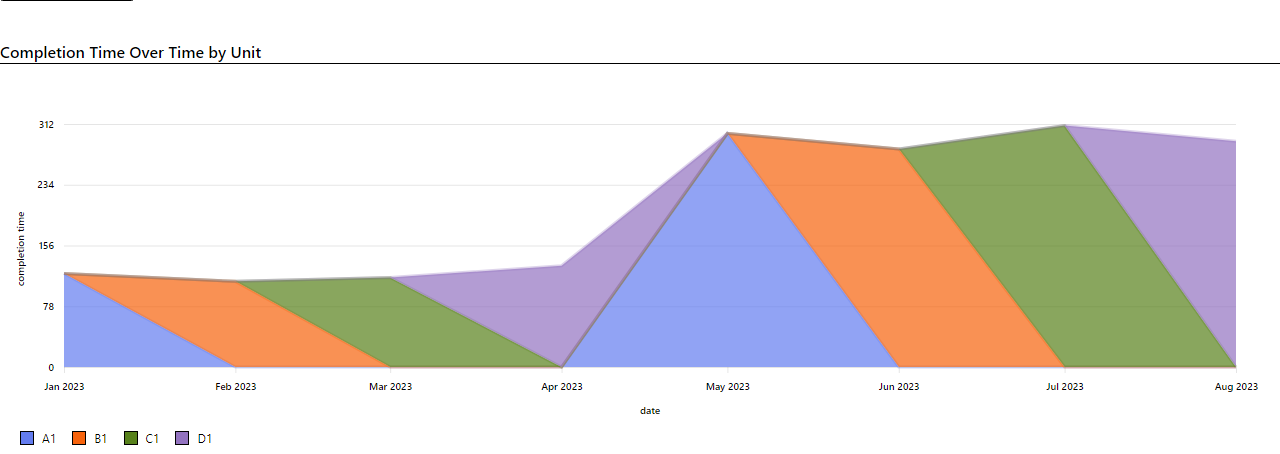 Completion Time Over Time by Unit
312
234
156
78
0
completion time
Jan 2023 Feb 2023 Mar 2023 Apr 2023 May 2023 Jun 2023 Jul 2023 Aug 2023
date
A1 B1 C1 D1